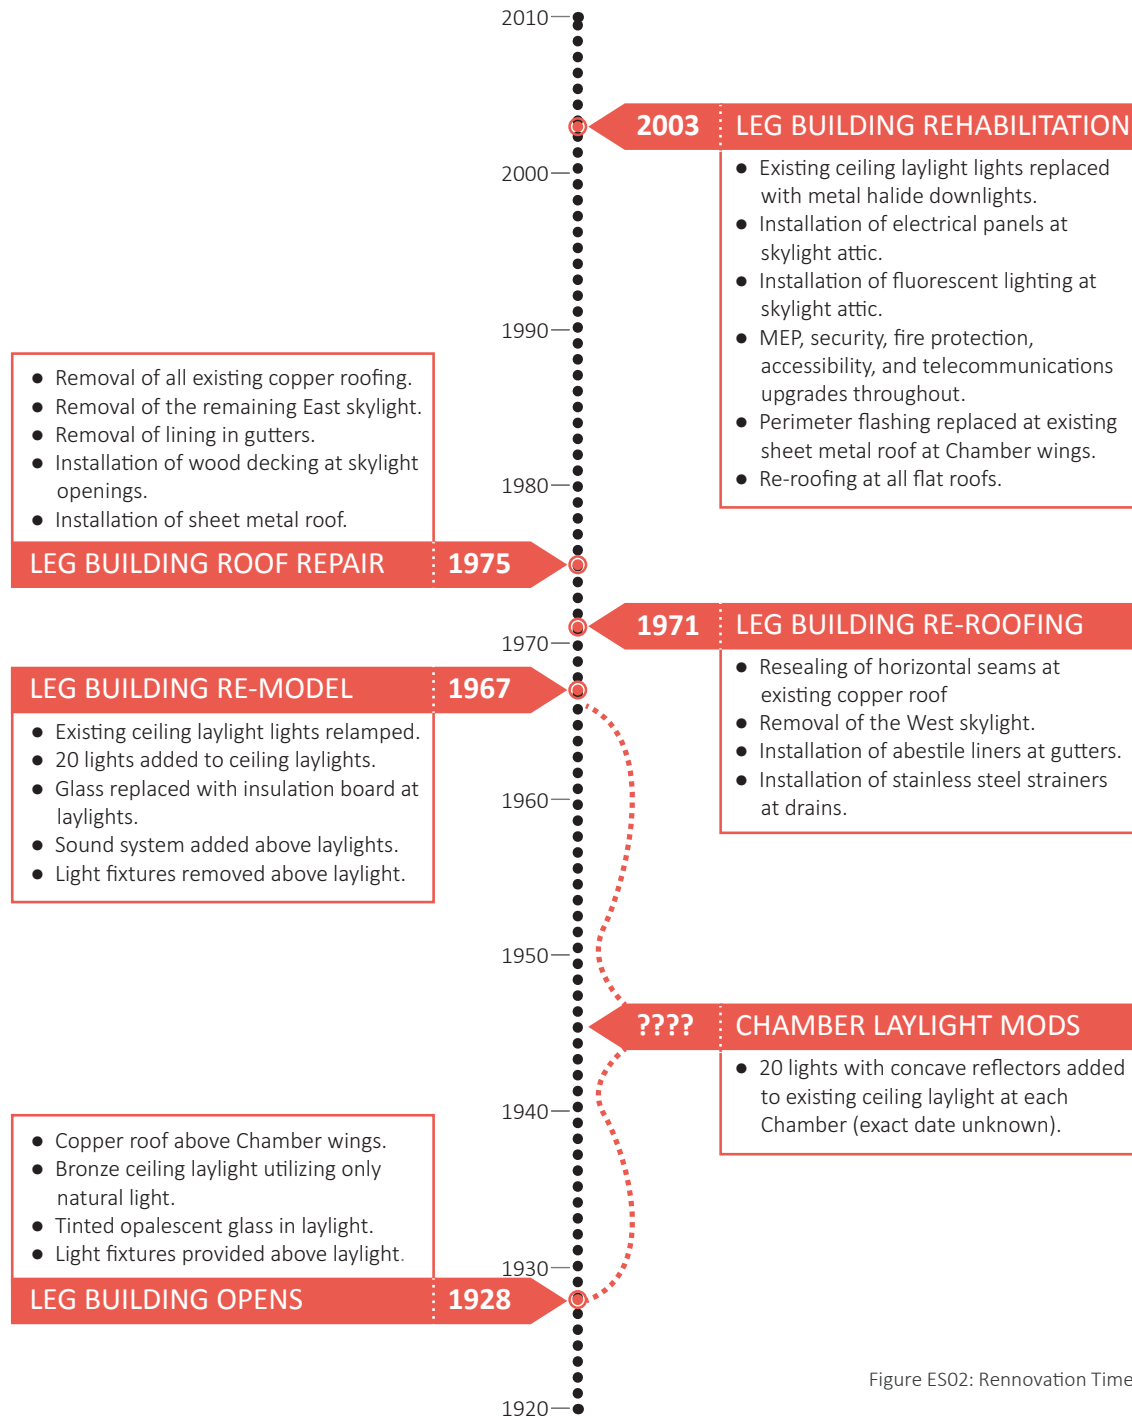 2010
2003 LEG BUILDING REHABILITATION
● Existing ceiling laylight lights replaced
with metal halide downlights.
● Installation of electrical panels at
skylight attic.
● Installation of fluorescent lighting at
skylight attic.
● MEP, security, fire protection,
accessibility, and telecommunications
upgrades throughout.
● Perimeter flashing replaced at existing
sheet metal roof at Chamber wings.
● Re-roofing at all flat roofs.
2000
1990
● Removal of all existing copper roofing.
● Removal of the remaining East skylight.
● Removal of lining in gutters.
● Installation of wood decking at skylight
openings.
● Installation of sheet metal roof.
LEG BUILDING ROOF REPAIR 1975
1980
1971 LEG BUILDING RE-ROOFING
● Resealing of horizontal seams at
existing copper roof
● Removal of the West skylight.
● Installation of abestile liners at gutters.
● Installation of stainless steel strainers
at drains.
1970
LEG BUILDING RE-MODEL 1967
● Existing ceiling laylight lights relamped.
● 20 lights added to ceiling laylights.
● Glass replaced with insulation board at
laylights.
● Sound system added above laylights.
● Light fixtures removed above laylight.
1960
1950
???? CHAMBER LAYLIGHT MODS
● 20 lights with concave reflectors added
to existing ceiling laylight at each
Chamber (exact date unknown).
1940
● Copper roof above Chamber wings.
● Bronze ceiling laylight utilizing only
natural light.
● Tinted opalescent glass in laylight.
● Light fixtures provided above laylight.
1930
LEG BUILDING OPENS 1928
Figure ES02: Rennovation Time
1920